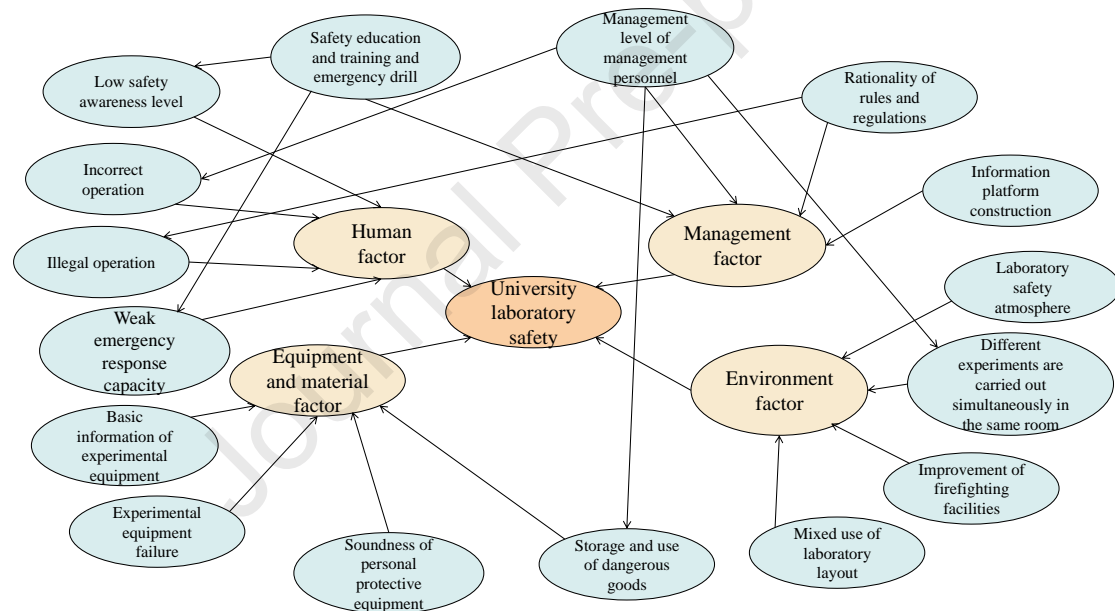 Safety education
and training and
emergency drill
Management
level of
management
personnel
Low safety
awareness level
Rationality of
rules and
regulations
Incorrect
operation
Information
platform
construction
Human
factor
Management
factor
Illegal operation
Laboratory
safety
atmosphere
University
laboratory
safety
Weak
emergency
response
capacity
Equipment
and material
factor
Environment
factor
Different
experiments are
carried out
simultaneously in
the same room
Basic
information of
experimental
equipment
Improvement of
firefighting
facilities
Experimental
equipment
failure
Soundness of
personal
protective
equipment
Storage and use
of dangerous
goods
Mixed use of
laboratory
layout
Journal Pre-p